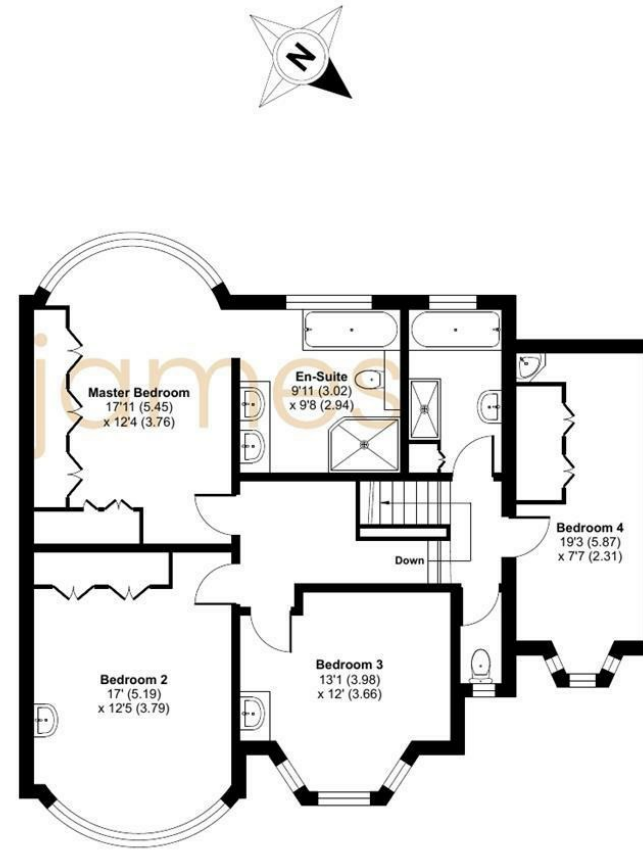 N
james
Master Bedroom
17'11 (5.45)
x 12'4 (3.76)
En-Suite
9'11 (3.02)
x 9'8 (2.94)
Bedroom 4
19'3 (5.87)
x 7'7 (2.31)
Down
Bedroom 2
17' (5.19)
x 12'5 (3.79)
Bedroom 3
13'1 (3.98)
x 12' (3.66)